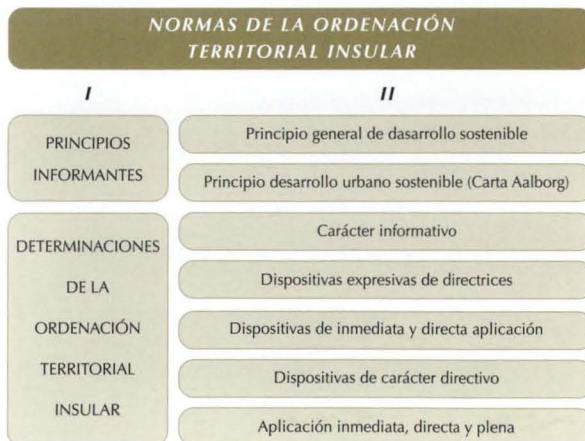 NORMAS DE LA ORDENACIÓN
TERRITORIAL INSULAR
I
II
PRINCIPIOS
INFORMANTES
Principio general de dasarrollo sostenible
Principio desarrollo urbano sostenible (Carta Aalborg)
DETERMINACIONES
DE LA
ORDENACIÓN
TERRITORIAL
INSULAR
Carácter informativo
Dispositivas expresivas de directrices
Dispositivas de inmediata y directa aplicación
Dispositivas de carácter directivo
Aplicación inmediata, directa y plena